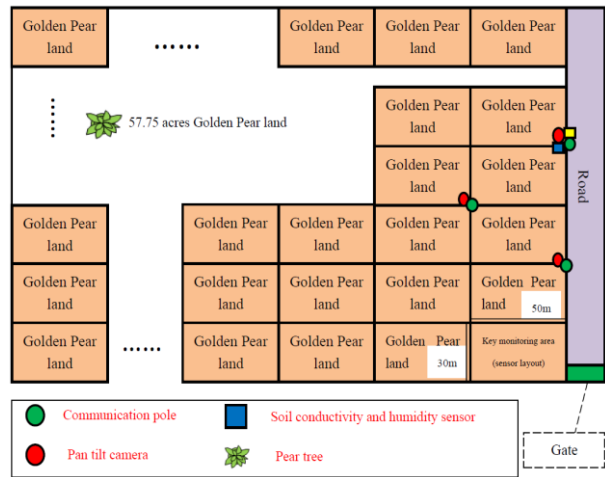 Golden Pear
land
......
Golden Pear
land
Golden Pear
land
Golden Pear
land
......
57.75 acres Golden Pear land
Golden Pear
land
Golden Pear
land
Golden Pear
land
Golden Pear
land
Road
Golden Pear
land
Golden Pear
land
Golden Pear
land
Golden Pear
land
Golden Pear
land
Golden Pear
land
Golden Pear
land
Golden Pear
land
Golden Pear
land
Golden Pear
land
50m
Golden Pear
land
......
Golden Pear
land
Golden Pear
land
Golden Pear
land
30m
Key monitoring area
(sensor layout)
Communication pole
Soil conductivity and humidity sensor
Pan tilt camera
Pear tree
Gate